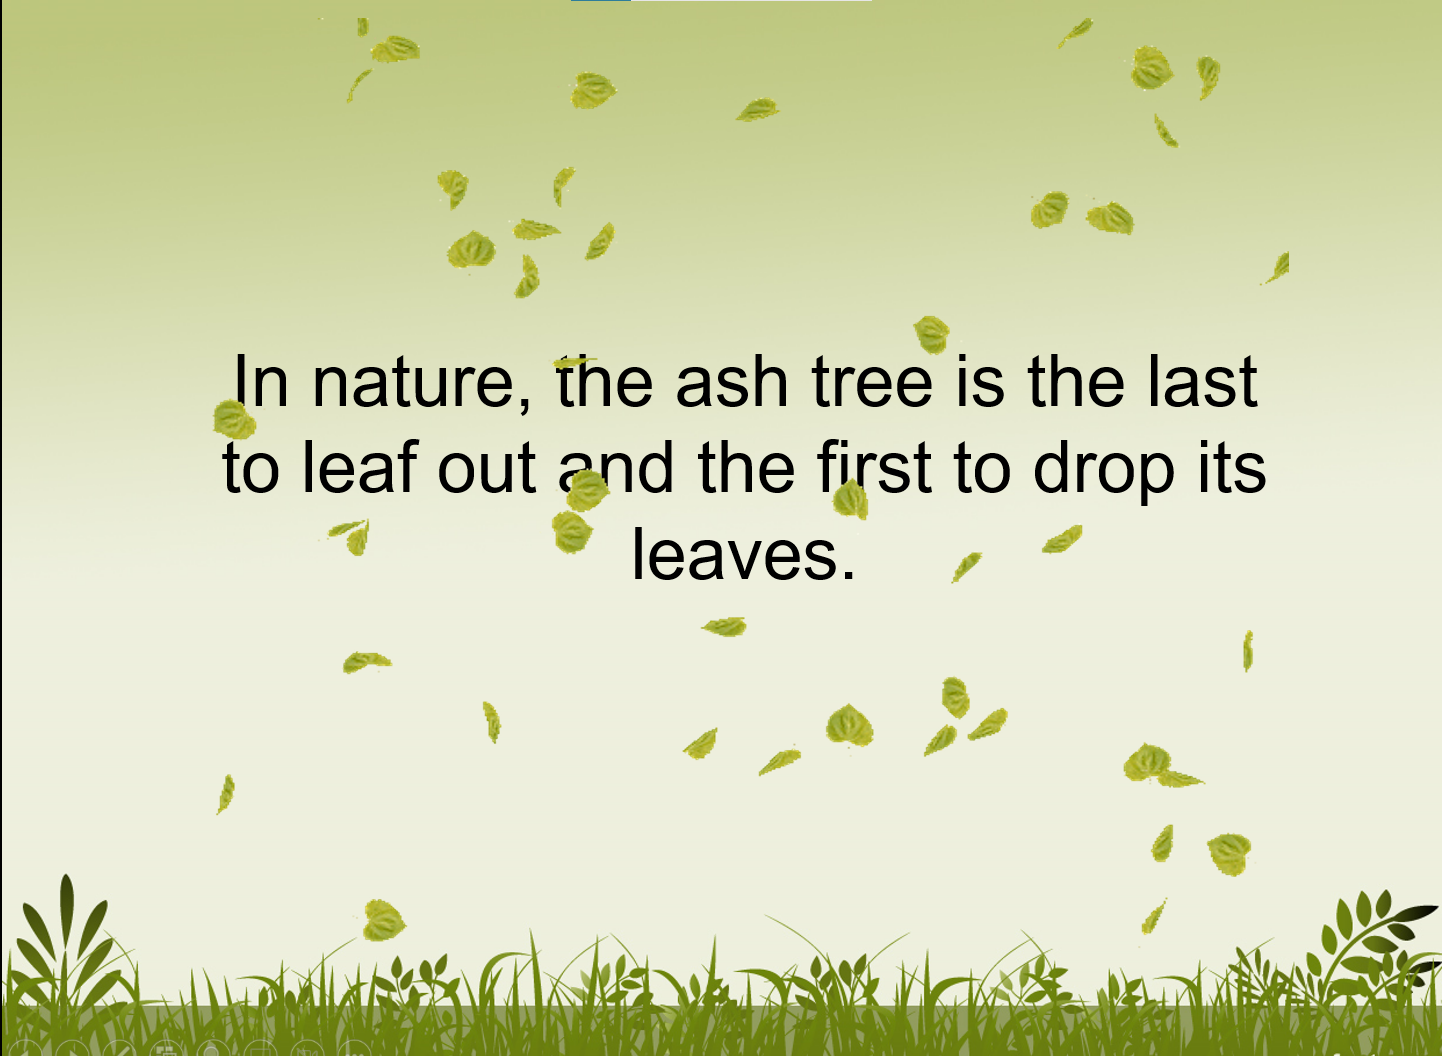 In nature, the ash tree is the last
to leaf out and the first to drop its
leaves.